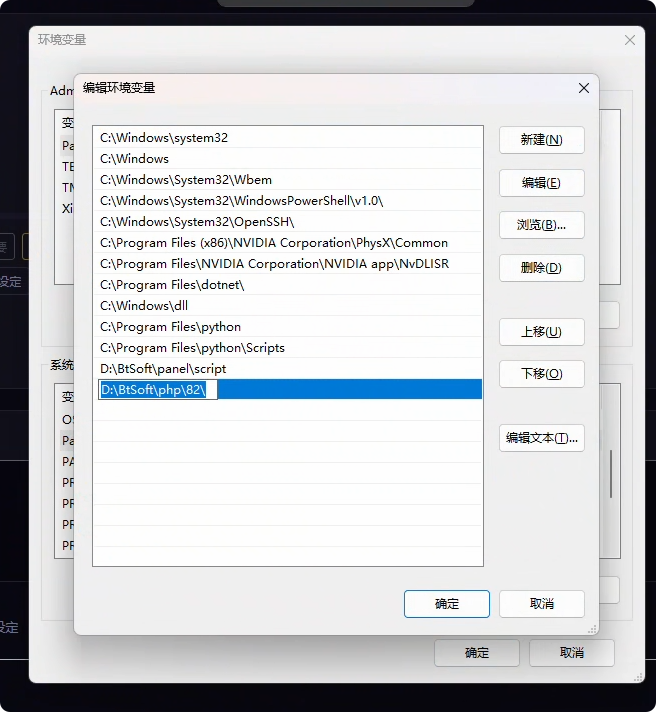 环境变量
Adm
编辑环境变量
变
Pa
TE
TM
Xi
C:\Windows\system32
C:\Windows
C:\Windows\System32\Wbem
C:\Windows\System32\WindowsPowerShell\v1.0\
C:\Windows\System32\OpenSSH\
C:\Program Files (x86)\NVIDIA Corporation\PhysX\Common
C:\Program Files\NVIDIA Corporation\NVIDIA app\NvDLISR
C:\Program Files\dotnet\
C:\Windows\dll
C:\Program Files\python
C:\Program Files\python\Scripts
D:\BtSoft\panel\script
D:\BtSoft\php\82\
新建(N)
编辑(E)
浏览(B)...
删除(D)
上移(U)
下移(O)
编辑文本(T)...
要
设定
系统
变
OS
Pa
PA
PR
PR
PR
PR
设定
确定
取消
确定
取消